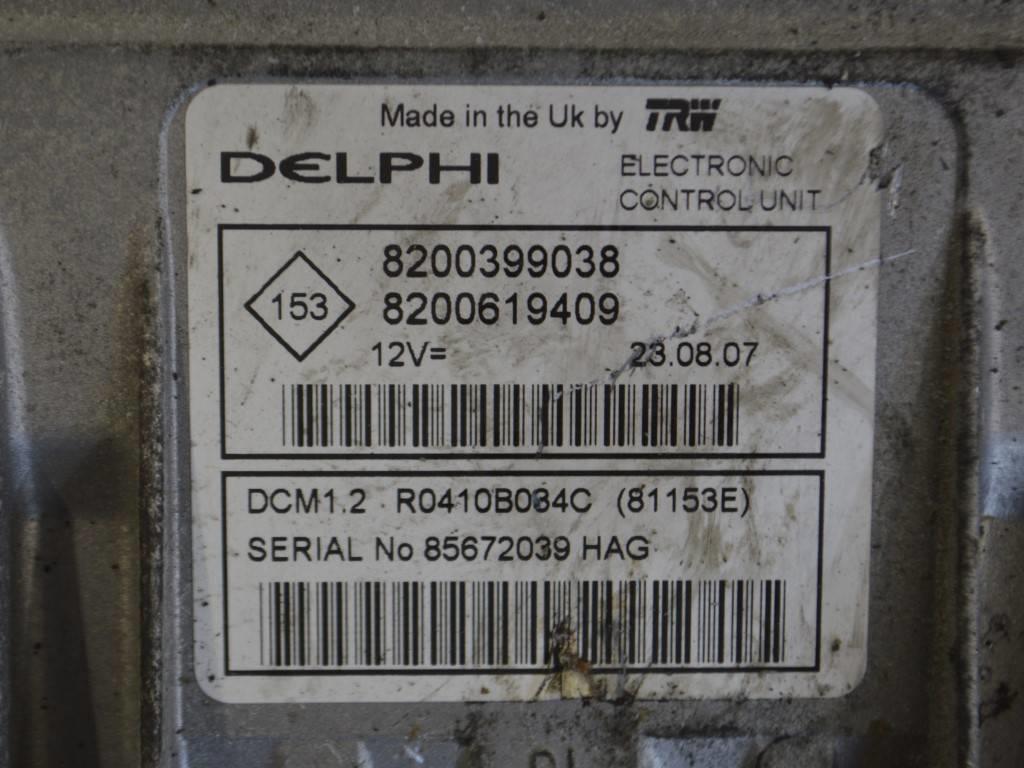 Made in the Uk by TRW
DELPHI
ELECTRONIC
CONTROL UNIT
153
8200399038
8200619409
12V=
23.08.07
DCM1.2 R0410B034C (81153E)
SERIAL No 85672039 HAG